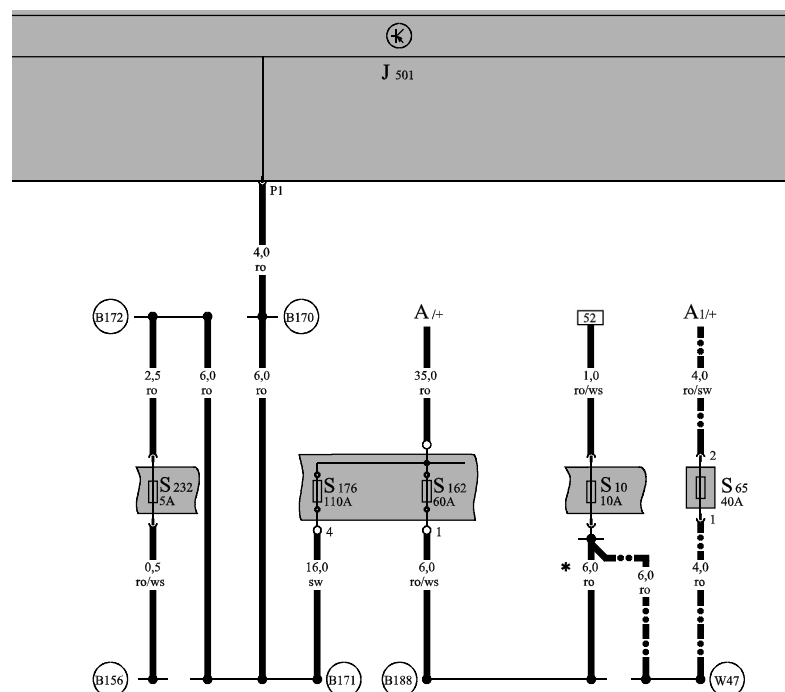 J 501
P1
4,0
ro
B172
B170
A /+
52
A1/+
2,5
ro
6,0
ro
6,0
ro
35,0
ro
1,0
ro/ws
4,0
ro/sw
2
S 232
5A
S 176
110A
S 162
60A
S 10
10A
S 65
40A
4
1
1
0,5
ro/ws
16,0
sw
6,0
ro/ws
* 6,0
ro
6,0
ro
4,0
ro
B156
B171
B188
W47